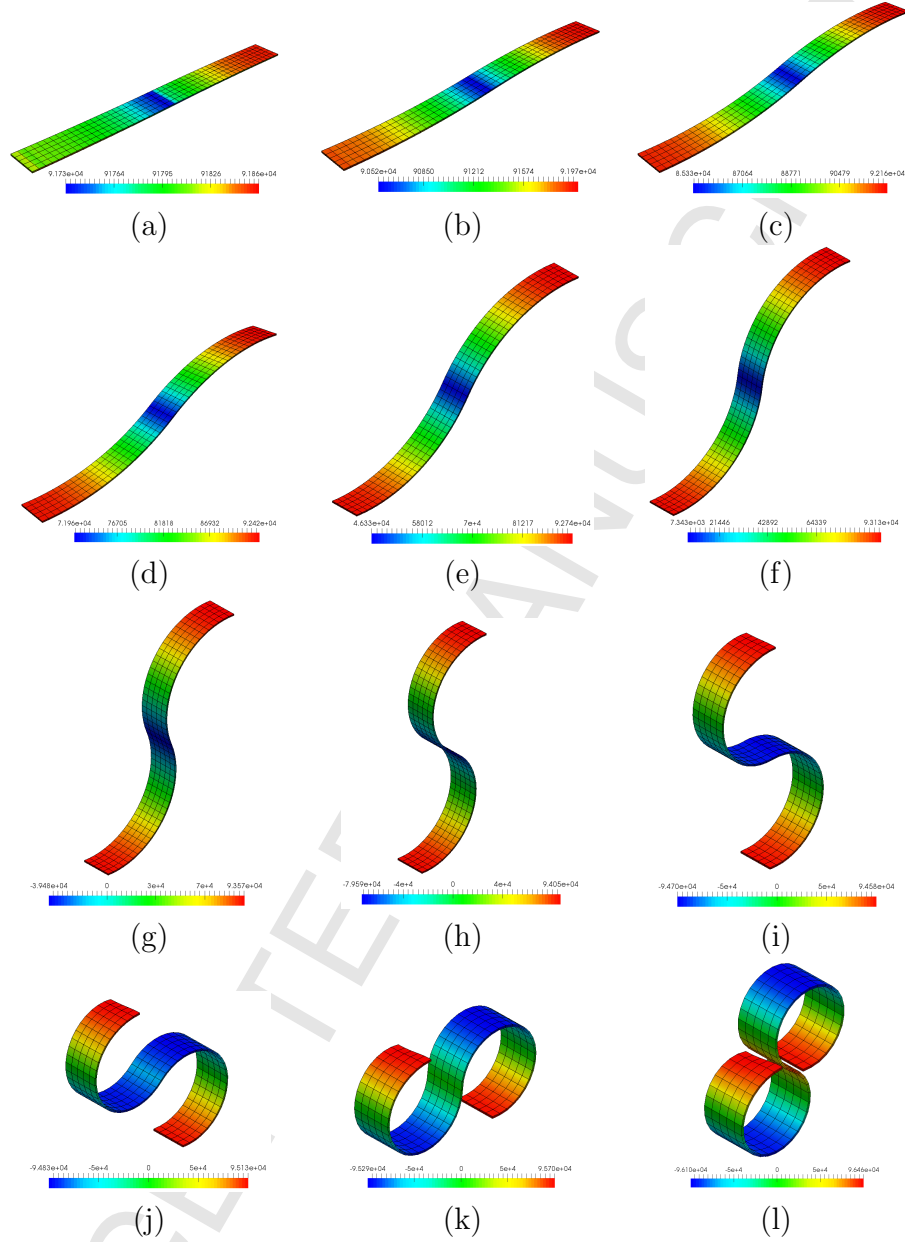 9.173e+04 91764 91795 91826 9.186e+04
9.052e+04 90850 91212 91574 9.197e+04
8.533e+04 87064 88771 90479 9.216e+04
(a) (b) (c)
7.196e+04 76705 81818 86932 9.242e+04
4.633e+04 58012 7e+4 81217 9.274e+04
7.343e+03 21446 42892 64339 9.313e+04
(d) (e) (f)
-3.948e+04 0 3e+4 7e+4 9.357e+04
-7.959e+04 -4e+4 0 4e+4 9.405e+04
-9.470e+04 -5e+4 0 5e+4 9.458e+04
(g) (h) (i)
-9.483e+04 -5e+4 0 5e+4 9.513e+04
-9.529e+04 -5e+4 0 5e+4 9.570e+04
-9.610e+04 -5e+4 0 5e+4 9.646e+04
(j) (k) (l)